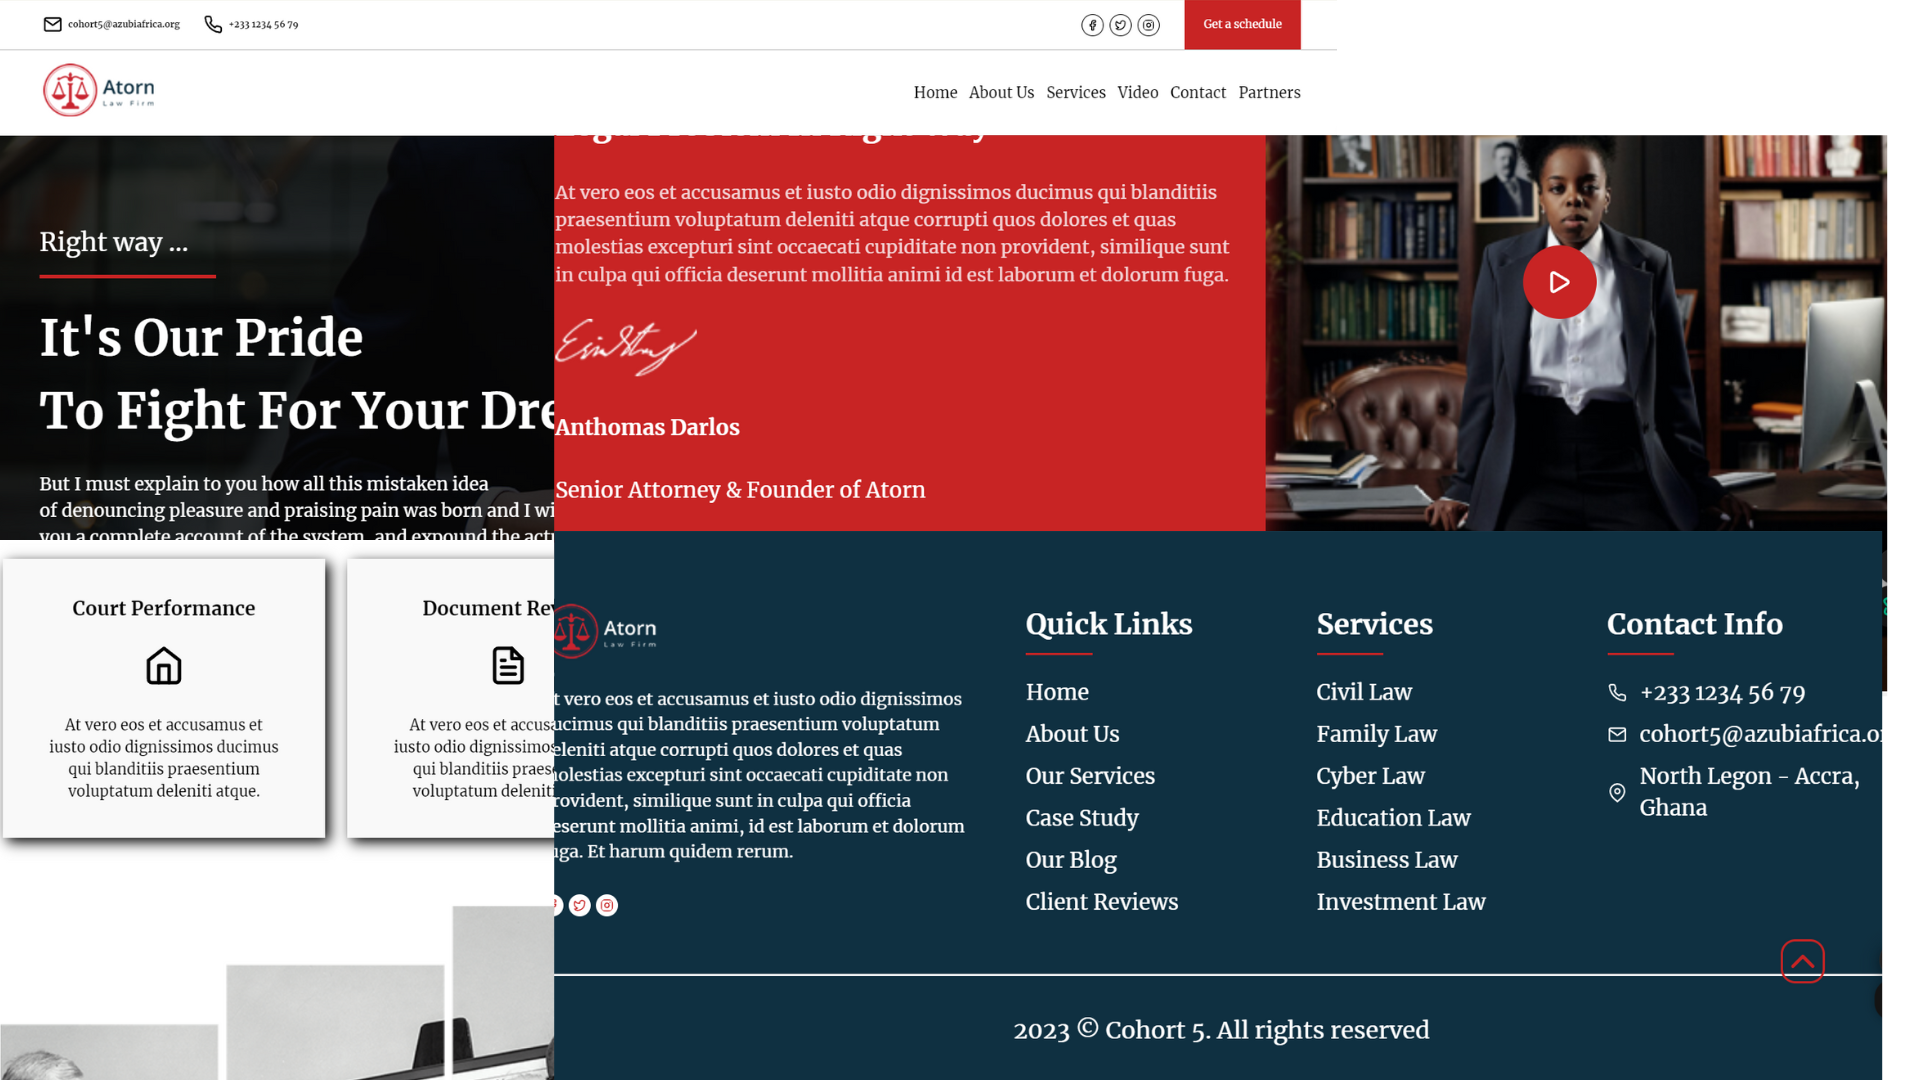 cohort5@azubiafrica.org
+233 1234 56 79
Get a schedule
Atorn
Law Firm
Home About Us Services Video Contact Partners
Right way ...
It's Our Pride
To Fight For Your Dre
But I must explain to you how all this mistaken idea
of denouncing pleasure and praising pain was born and I wi
you a complete account of the system, and expound the actu
Court Performance
At vero eos et accusamus et
iusto odio dignissimos ducimus
qui blanditiis praesentium
voluptatum deleniti atque.
Document Rev
At vero eos et accusa
iusto odio dignissimos
qui blanditiis praes
voluptatum deleniti
At vero eos et accusamus et iusto odio dignissimos ducimus qui blanditiis
praesentium voluptatum deleniti atque corrupti quos dolores et quas
molestias excepturi sint occaecati cupiditate non provident, similique sunt
in culpa qui officia deserunt mollitia animi id est laborum et dolorum fuga.
Anthomas Darlos
Senior Attorney & Founder of Atorn
Atorn
Law Firm
t vero eos et accusamus et iusto odio dignissimos
ucimus qui blanditiis praesentium voluptatum
eleniti atque corrupti quos dolores et quas
olestias excepturi sint occaecati cupiditate non
rovident, similique sunt in culpa qui officia
eserunt mollitia animi, id est laborum et dolorum
uga. Et harum quidem rerum.
Quick Links
Home
About Us
Our Services
Case Study
Our Blog
Client Reviews
Services
Civil Law
Family Law
Cyber Law
Education Law
Business Law
Investment Law
Contact Info
+233 1234 56 79
cohort5@azubiafrica.or
North Legon - Accra,
Ghana
2023 © Cohort 5. All rights reserved